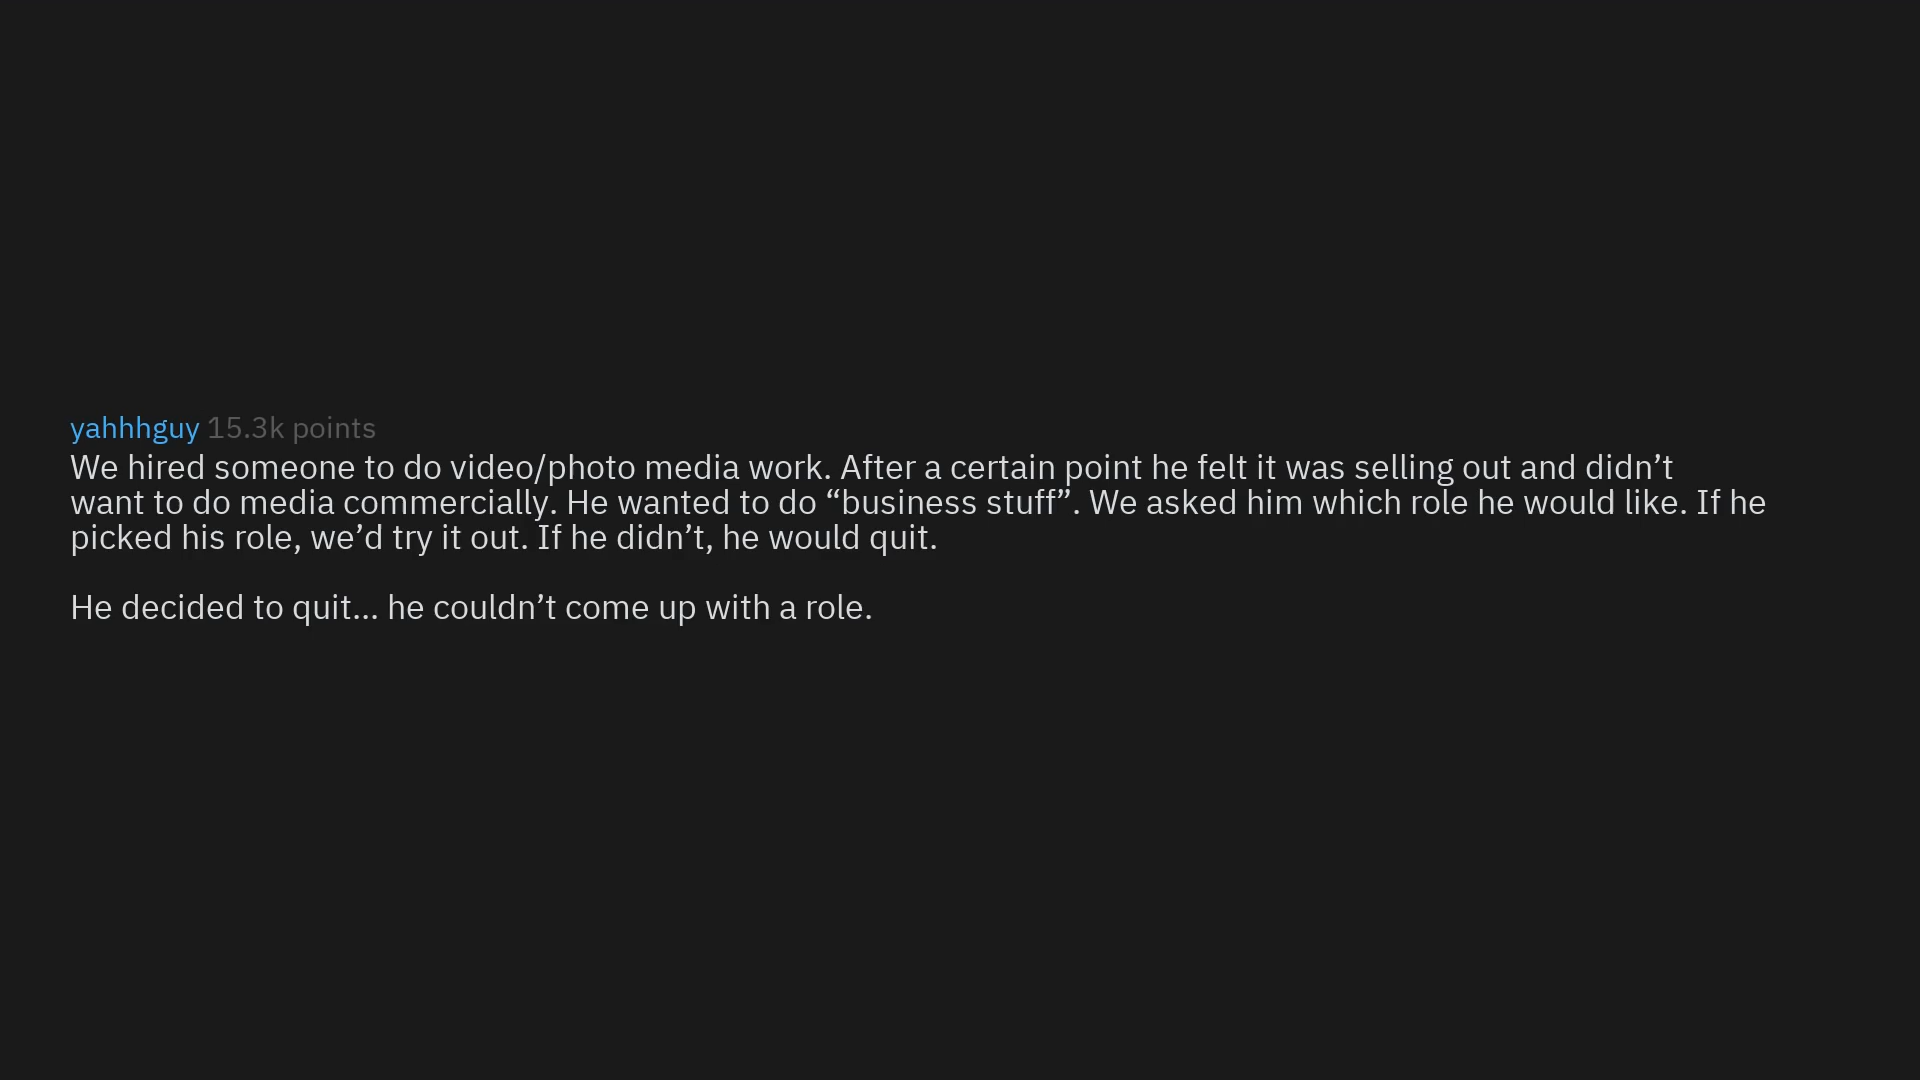 yahhhguy 15.3k points
We hired someone to do video/photo media work. After a certain point he felt it was selling out and didn’t
want to do media commercially. He wanted to do “business stuff”. We asked him which role he would like. If he
picked his role, we’d try it out. If he didn’t, he would quit.
He decided to quit... he couldn’t come up with a role.